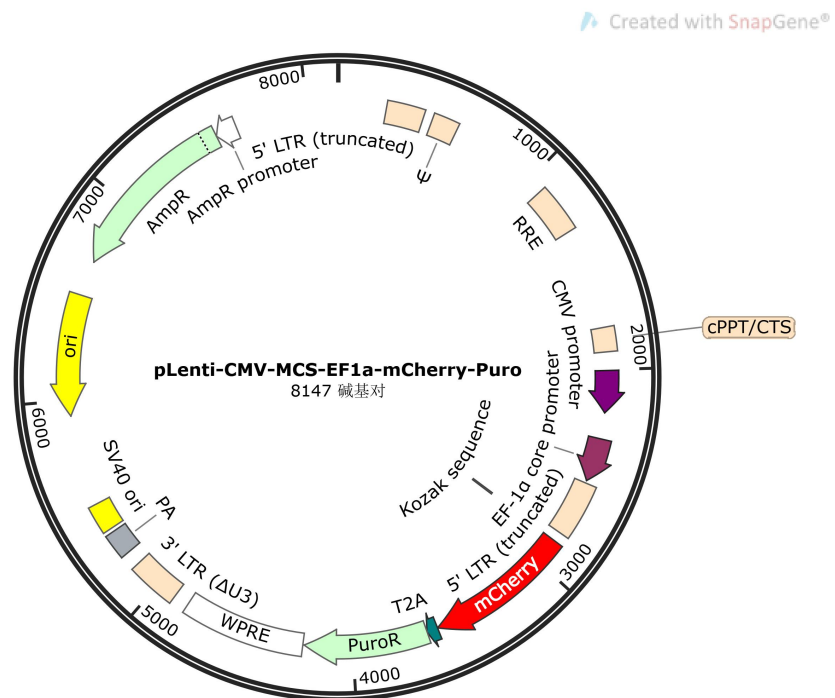 Created with SnapGene®
8000
5' LTR (truncated)
Ψ
1000
AmpR promoter
AmpR
7000
RRE
CMV promoter
2000
cPPT/CTS
ori
pLenti-CMV-MCS-EF1a-mCherry-Puro
8147 碱基对
EF-1α core promoter
Kozak sequence
6000
SV40 ori
PA
5' LTR (truncated)
3000
mCherry
3' LTR (ΔU3)
T2A
5000
WPRE
PuroR
4000